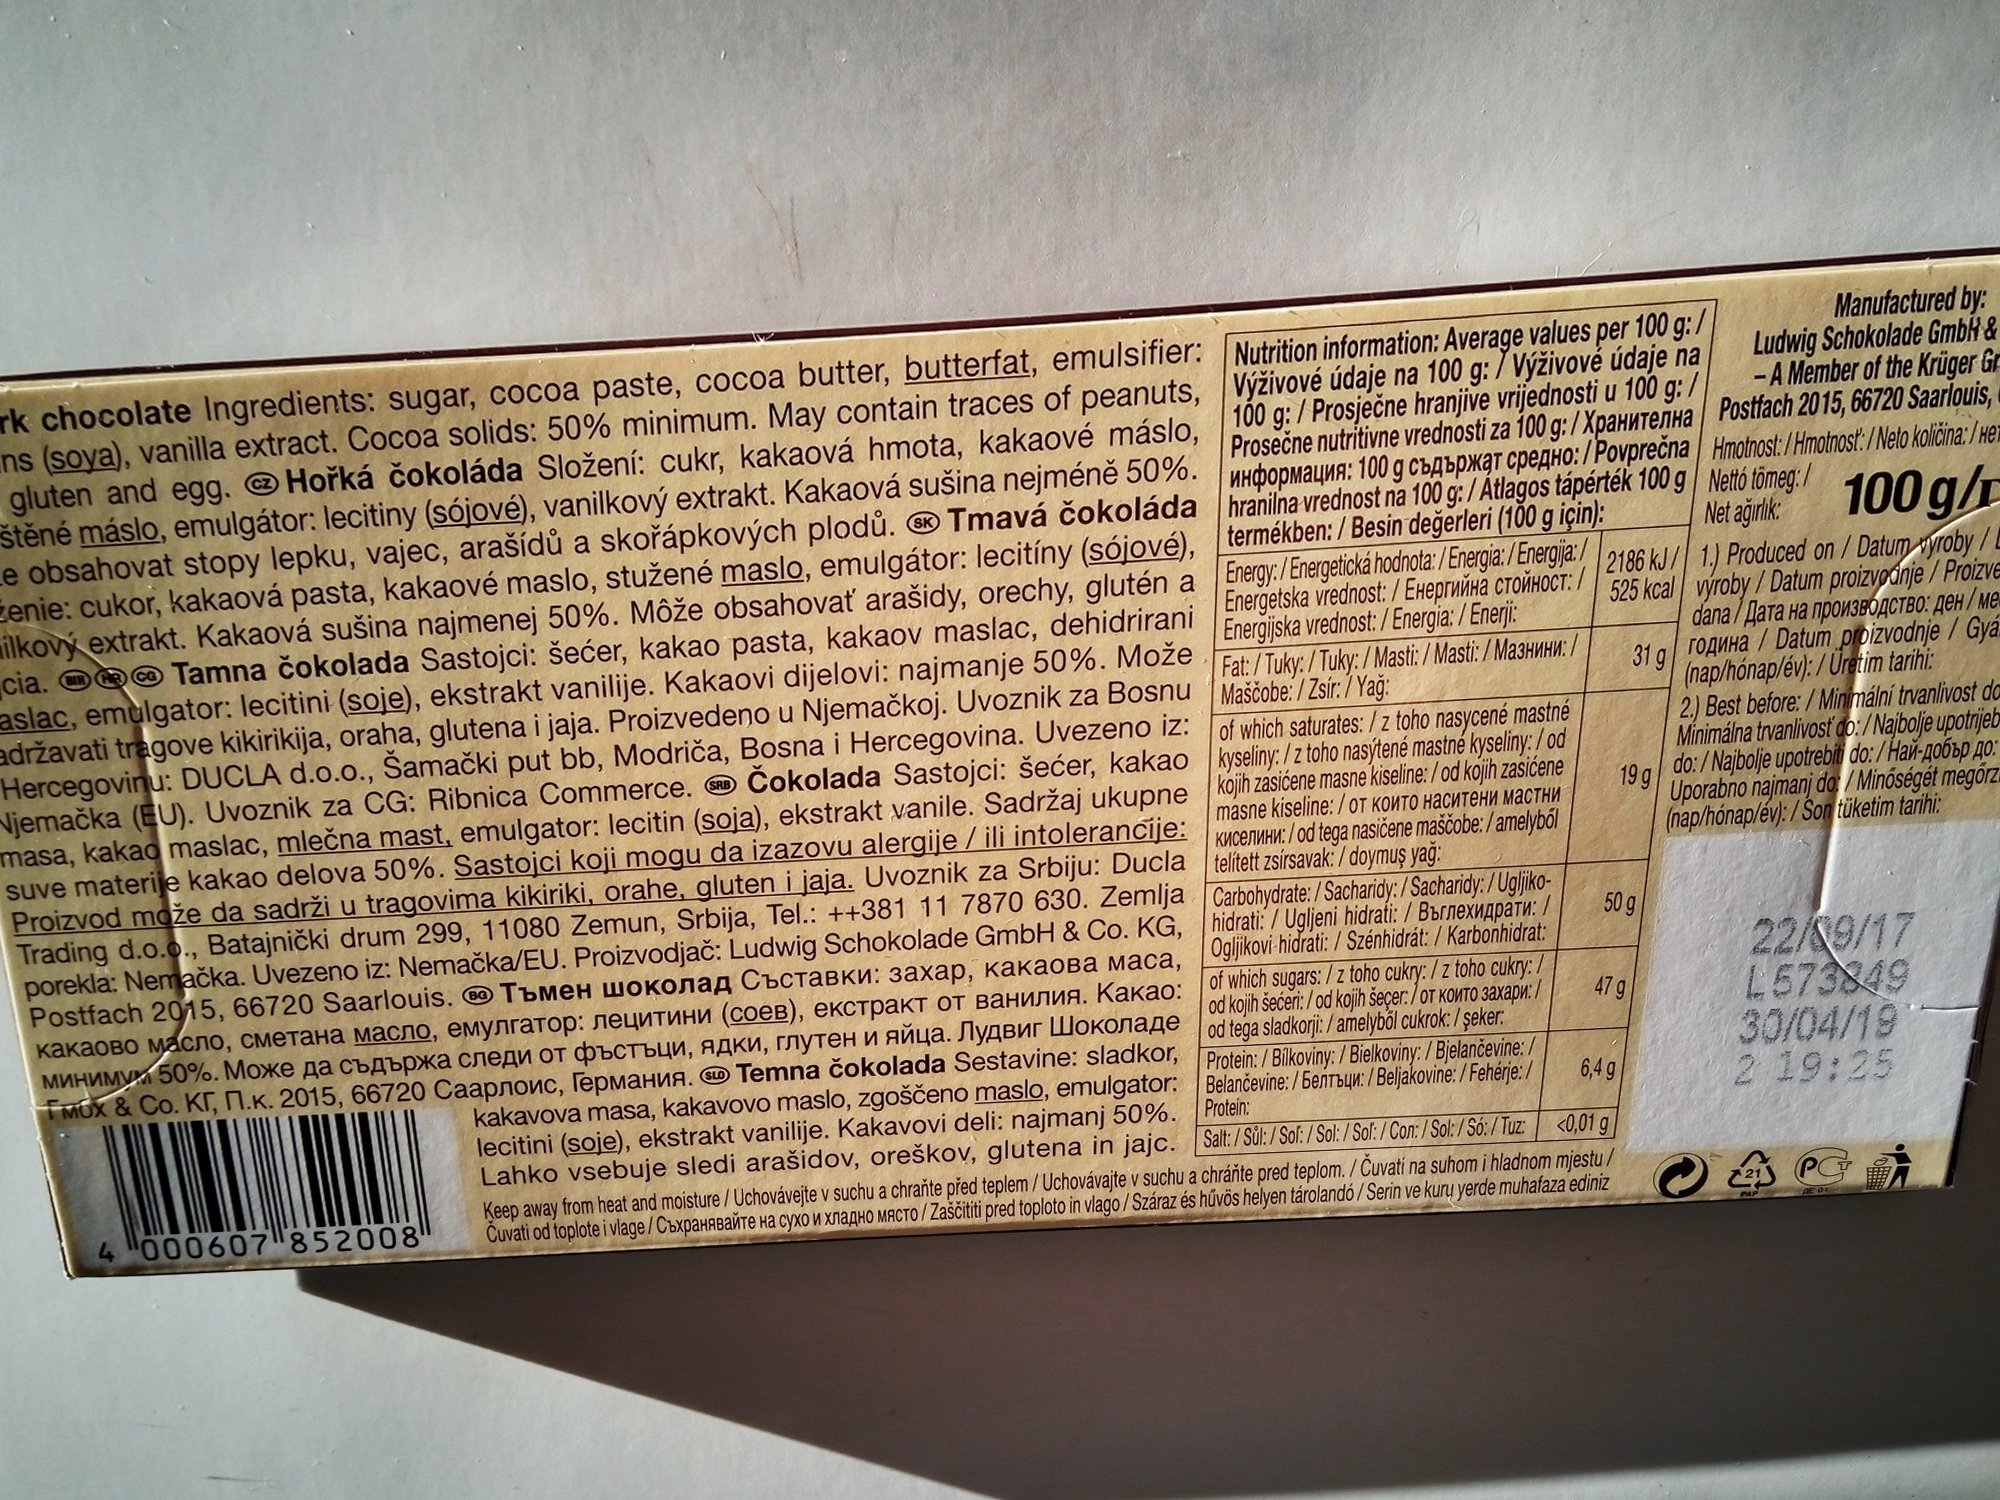 rk chocolate Ingredients: sugar, cocoa paste, cocoa butter, butterfat, emulsifier:
ns (soya), vanilla extract. Cocoa solids: 50% minimum. May contain traces of peanuts,
gluten and egg. CZ Hořká čokoláda Složení: cukr, kakaová hmota, kakaové máslo,
štěné máslo, emulgátor: lecitiny (sójové), vanilkový extrakt. Kakaová sušina nejméně 50%.
e obsahovat stopy lepku, vajec, arašídů a skořápkových plodů. SK Tmavá čokoláda
ženie: cukor, kakaová pasta, kakaové maslo, stužené maslo, emulgátor: lecitíny (sójové),
ilkový extrakt. Kakaová sušina najmenej 50%. Môže obsahovať arašidy, orechy, glutén a
cia. BIH HR CG Tamna čokolada Sastojci: šećer, kakao pasta, kakaov maslac, dehidrirani
aslac, emulgator: lecitini (soje), ekstrakt vanilije. Kakaovi dijelovi: najmanje 50%. Može
adržavati tragove kikirikija, oraha, glutena i jaja. Proizvedeno u Njemačkoj. Uvoznik za Bosnu
Hercegovinu: DUCLA d.o.o., Šamački put bb, Modriča, Bosna i Hercegovina. Uvezeno iz:
Njemačka (EU). Uvoznik za CG: Ribnica Commerce. SRB Čokolada Sastojci: šećer, kakao
masa, kakao maslac, mlečna mast, emulgator: lecitin (soja), ekstrakt vanile. Sadržaj ukupne
suve materije kakao delova 50%. Sastojci koji mogu da izazovu alergije / ili intolerancije:
Proizvod može da sadrži u tragovima kikiriki, orahe, gluten i jaja. Uvoznik za Srbiju: Ducla
Trading d.o.o., Batajnički drum 299, 11080 Zemun, Srbija, Tel.: ++381 11 7870 630. Zemlja
porekla: Nemačka. Uvezeno iz: Nemačka/EU. Proizvodjač: Ludwig Schokolade GmbH & Co. KG,
Postfach 2015, 66720 Saarlouis. BG Тъмен шоколад Съставки: захар, какаова маса,
какаово масло, сметана масло, емулгатор: лецитини (соев), екстракт от ванилия. Какао:
минимум 50%. Може да съдържа следи от фъстъци, ядки, глутен и яйца. Лудвиг Шоколаде
Гмбх & Со. КГ, П.к. 2015, 66720 Саарлоис, Германия. SLO Temna čokolada Sestavine: sladkor,
kakavova masa, kakavovo maslo, zgoščeno maslo, emulgator:
lecitini (soje), ekstrakt vanilije. Kakavovi deli: najmanj 50%.
Lahko vsebuje sledi arašidov, oreškov, glutena in jajc.
Keep away from heat and moisture / Uchovávejte v suchu a chraňte před teplem / Uchovávajte v suchu a chráňte pred teplom. / Čuvati na suhom i hladnom mjestu /
Čuvati od toplote i vlage / Съхранявайте на сухо и хладно място / Zaščititi pred toploto in vlago / Száraz és hűvös helyen tárolandó / Serin ve kuru yerde muhafaza ediniz
4 000607 852008
Nutrition information: Average values per 100 g: /
Výživové údaje na 100 g: / Výživové údaje na
100 g: / Prosječne hranjive vrijednosti u 100 g: /
Prosečne nutritivne vrednosti za 100 g: / Хранителна
информация: 100 g съдържат средно: / Povprečna
hranilna vrednost na 100 g: / Átlagos tápérték 100 g
termékben: / Besin değerleri (100 g için):
Energy: / Energetická hodnota: / Energia: / Energija: /
Energetska vrednost: / Енергийна стойност: /
Energijska vrednost: / Energia: / Enerji:
2186 kJ /
525 kcal
Fat: / Tuky: / Tuky: / Masti: / Masti: / Мазнини: /
Maščobe: / Zsír: / Yağ:
31 g
of which saturates: / z toho nasycené mastné
kyseliny: / z toho nasýtené mastné kyseliny: / od
kojih zasićene masne kiseline: / od kojih zasićene
masne kiseline: / от които наситени мастни
киселини: / od tega nasičene maščobe: / amelyből
telített zsírsavak: / doymuş yağ:
19 g
Carbohydrate: / Sacharidy: / Sacharidy: / Ugljiko-
hidrati: / Ugljeni hidrati: / Въглехидрати: /
Ogljikovi hidrati: / Szénhidrát: / Karbonhidrat:
50 g
of which sugars: / z toho cukry: / z toho cukry: /
od kojih šećeri: / od kojih šeçer: / от които захари: /
od tega sladkorji: / amelyből cukrok: / şeker:
47 g
Protein: / Bílkoviny: / Bielkoviny: / Bjelančevine: /
Belančevine: / Белтъци: / Beljakovine: / Fehérje: /
Protein:
6,4 g
Salt: / Sůl: / Soľ: / Sol: / Soľ: / Сол: / Sol: / Só: / Tuz:
<0,01 g
Manufactured by:
Ludwig Schokolade GmbH &
– A Member of the Krüger Gr
Postfach 2015, 66720 Saarlouis,
Hmotnost: / Hmotnosť: / Neto količina: / нет
Nettó tömeg: /
Net ağırlık:
100 g/г
1.) Produced on / Datum výroby / D
výroby / Datum proizvodnje / Proizve
dana / Дата на производство: ден / ме
година / Datum proizvodnje / Gyá
(nap/hónap/év): / Üretim tarihi:
2.) Best before: / Minimální trvanlivost do
Minimálna trvanlivosť do: / Najbolje upotrijeb
do: / Najbolje upotrebiti do: / Най-добър до:
Uporabno najmanj do: / Minőségét megőrz
(nap/hónap/év): / Son tüketim tarihi:
22/09/17
L573849
30/04/19
2 19:25
21
PAP